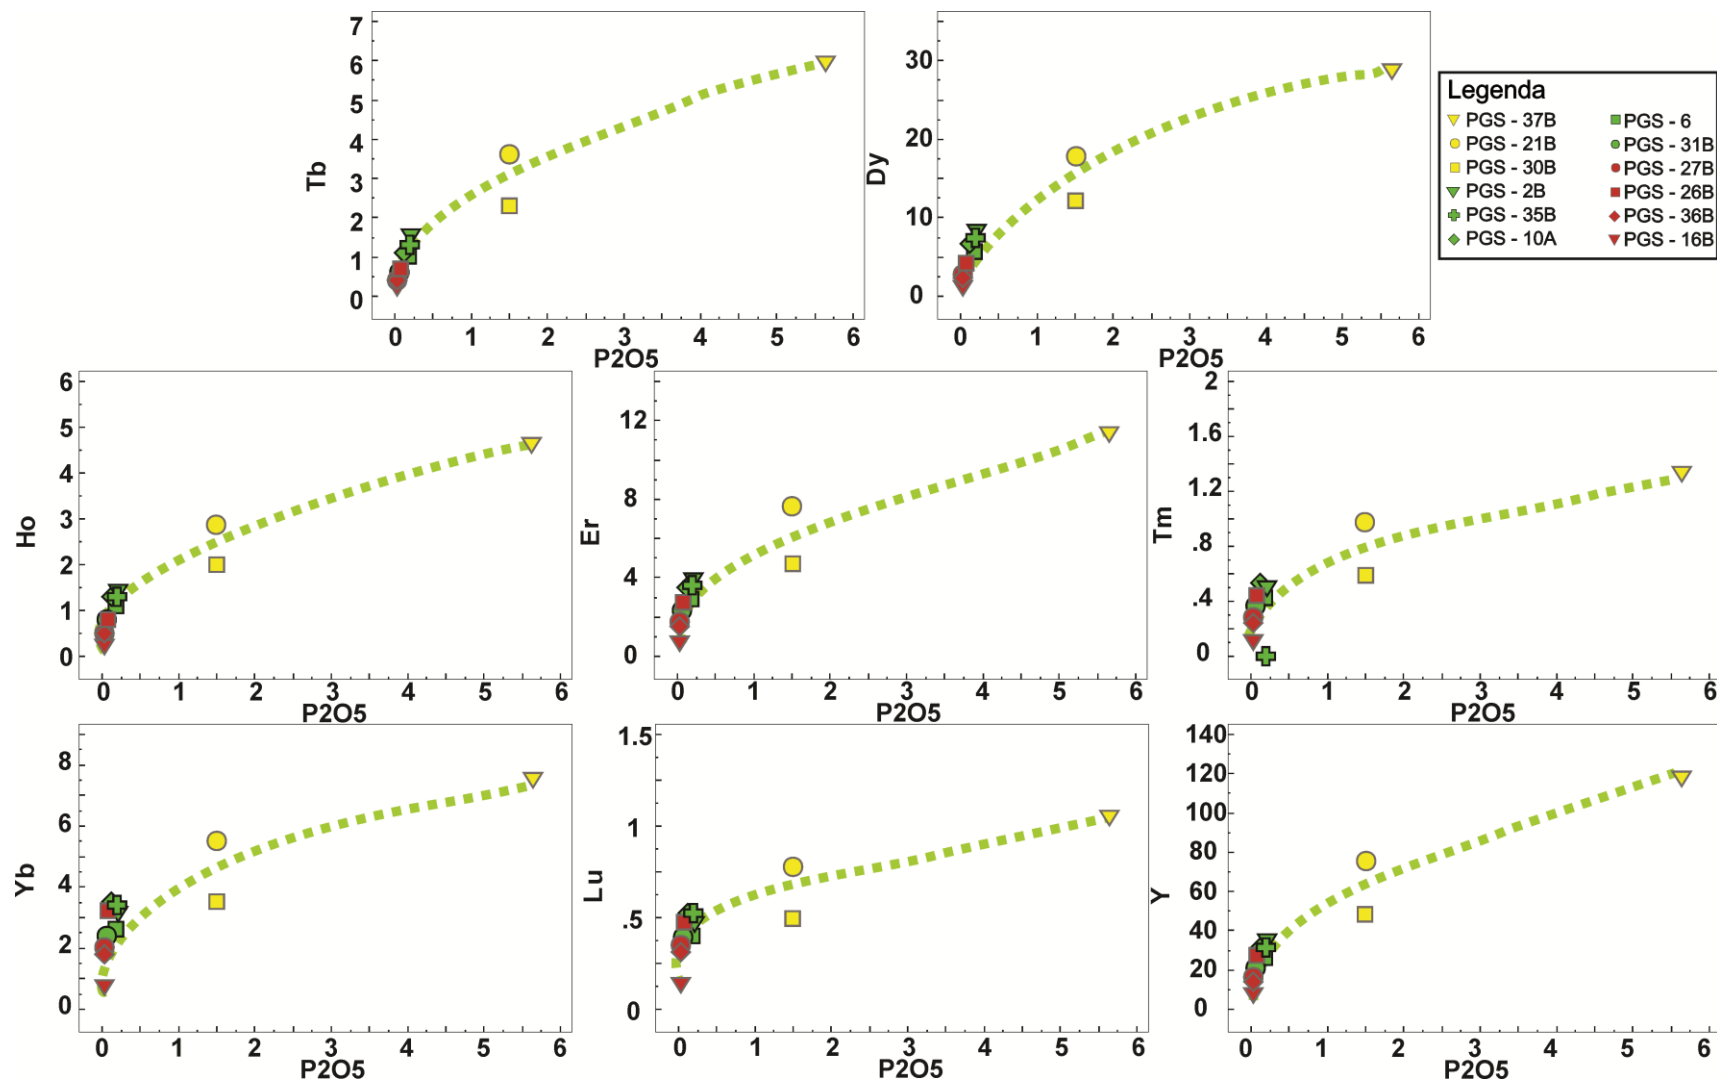 7
6
5
4
3
2
1
0
Tb
0 1 2 3 4 5 6
P2O5
30
20
10
0
Dy
0 1 2 3 4 5 6
P2O5
Legenda
PGS - 37B PGS - 6
PGS - 21B PGS - 31B
PGS - 30B PGS - 27B
PGS - 2B PGS - 26B
PGS - 35B PGS - 36B
PGS - 10A PGS - 16B
6
5
4
3
2
1
0
Ho
0 1 2 3 4 5 6
P2O5
12
8
4
0
Er
0 1 2 3 4 5 6
P2O5
2
1.6
1.2
.8
.4
0
Tm
0 1 2 3 4 5 6
P2O5
8
6
4
2
0
Yb
0 1 2 3 4 5 6
P2O5
1.5
1
.5
0
Lu
0 1 2 3 4 5 6
P2O5
140
120
100
80
60
40
20
0
Y
0 1 2 3 4 5 6
P2O5